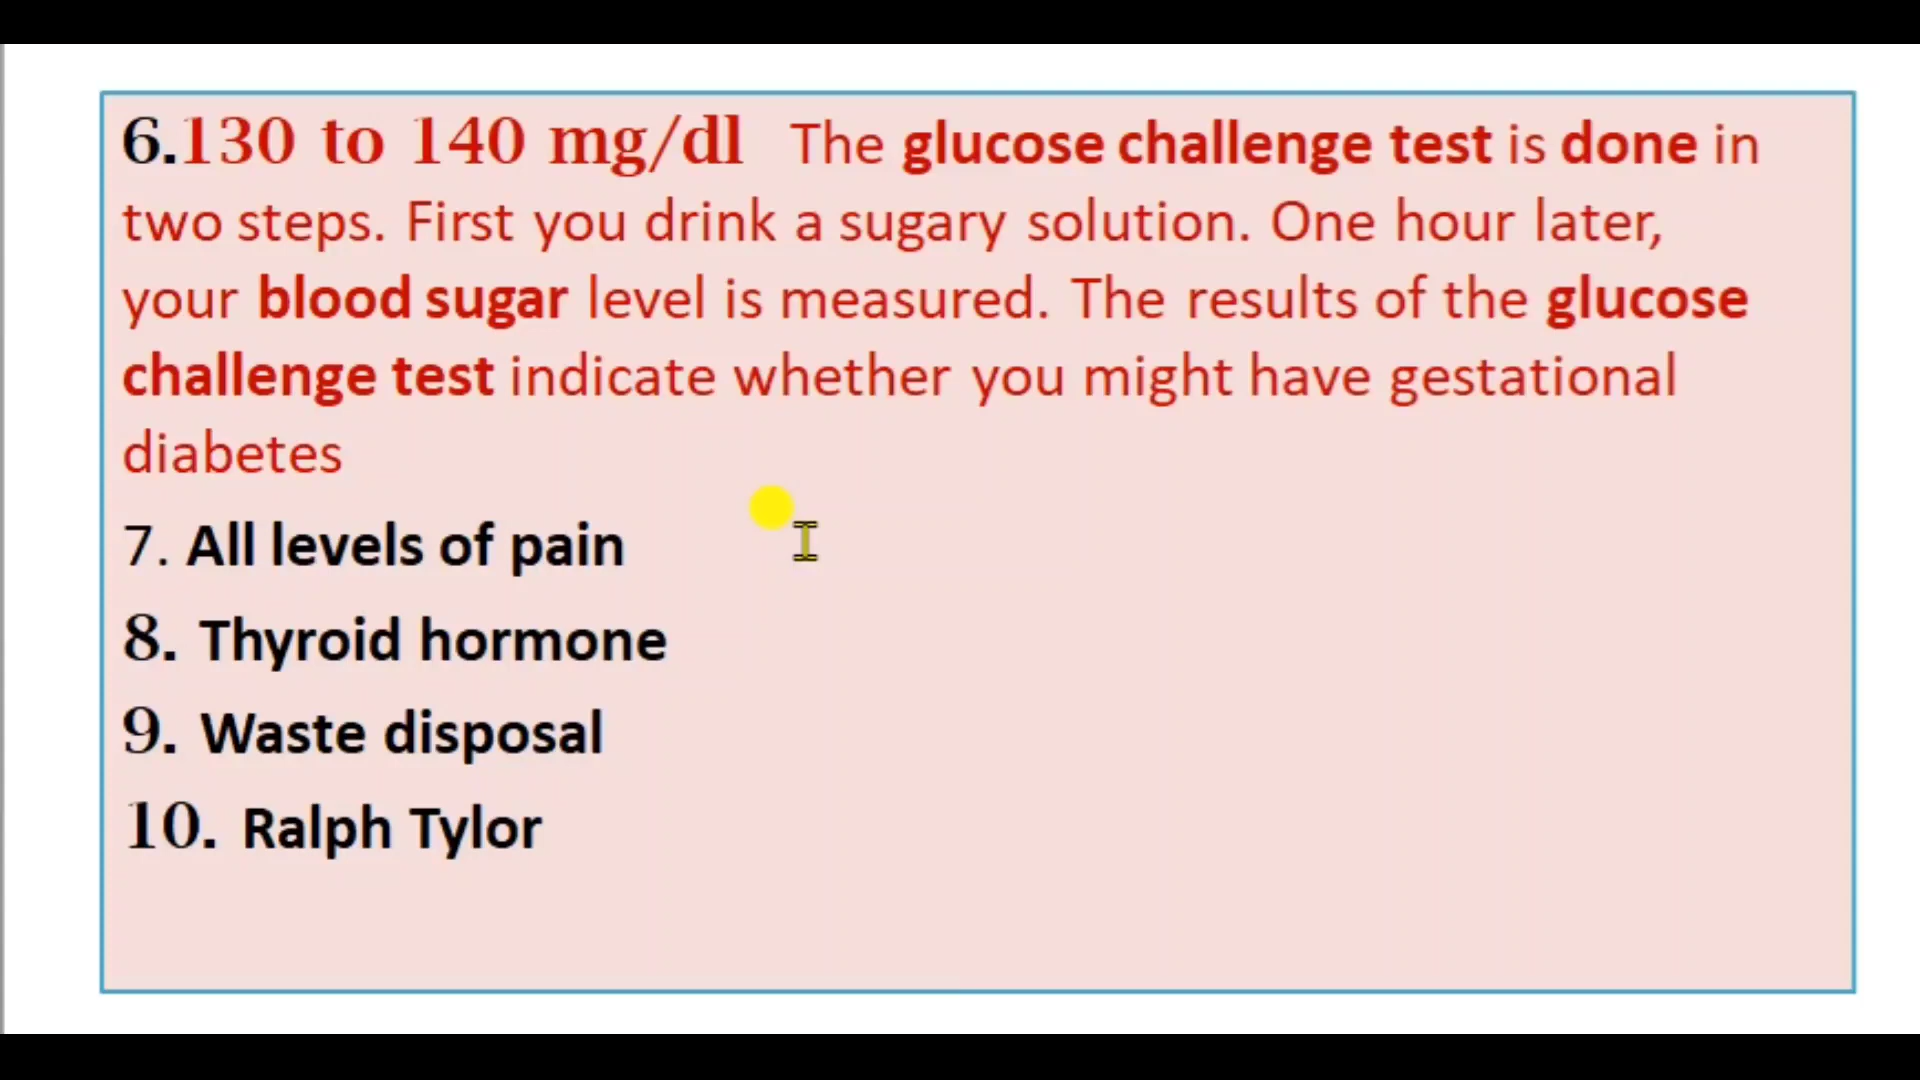 6.130 to 140 mg/dl The glucose challenge test is done in
two steps. First you drink a sugary solution. One hour later,
your blood sugar level is measured. The results of the glucose
challenge test indicate whether you might have gestational
diabetes
7. All levels of pain
8. Thyroid hormone
9. Waste disposal
10. Ralph Tylor